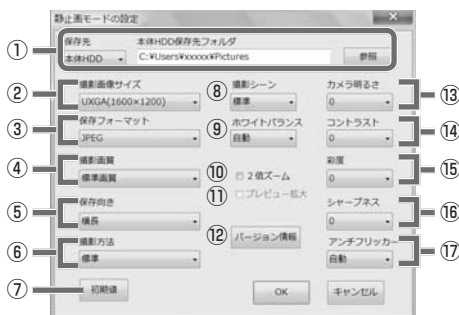 静止画モードの設定
① 保存先 本体HDD保存先フォルダ
本体HDD C:¥Users¥xxxxx¥Pictures 参照
② 撮影画像サイズ
UXGA(1600×1200)
③ 保存フォーマット
JPEG
④ 撮影画質
標準画質
⑤ 保存向き
横長
⑥ 撮影方法
標準
⑦ 初期値
⑧ 撮影シーン
標準
⑨ ホワイトバランス
自動
⑩ 2倍ズーム
⑪ プレビュー拡大
⑫ バージョン情報
カメラ明るさ ⑬
0
コントラスト ⑭
0
彩度 ⑮
0
シャープネス ⑯
0
アンチフリッカー ⑰
自動
OK キャンセル